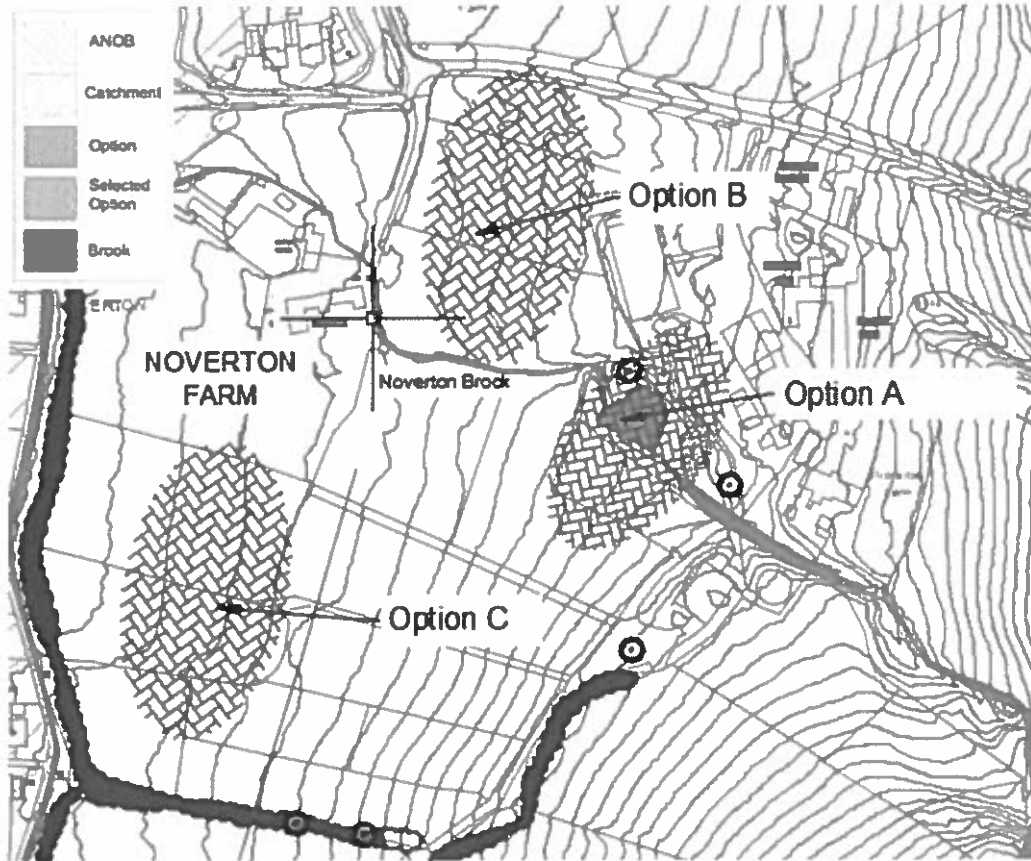 ANOB
Catchment
Option
Selected
Option
Brook
Option B
NOVERTON
FARM
Noverton Brook
Option A
Option C